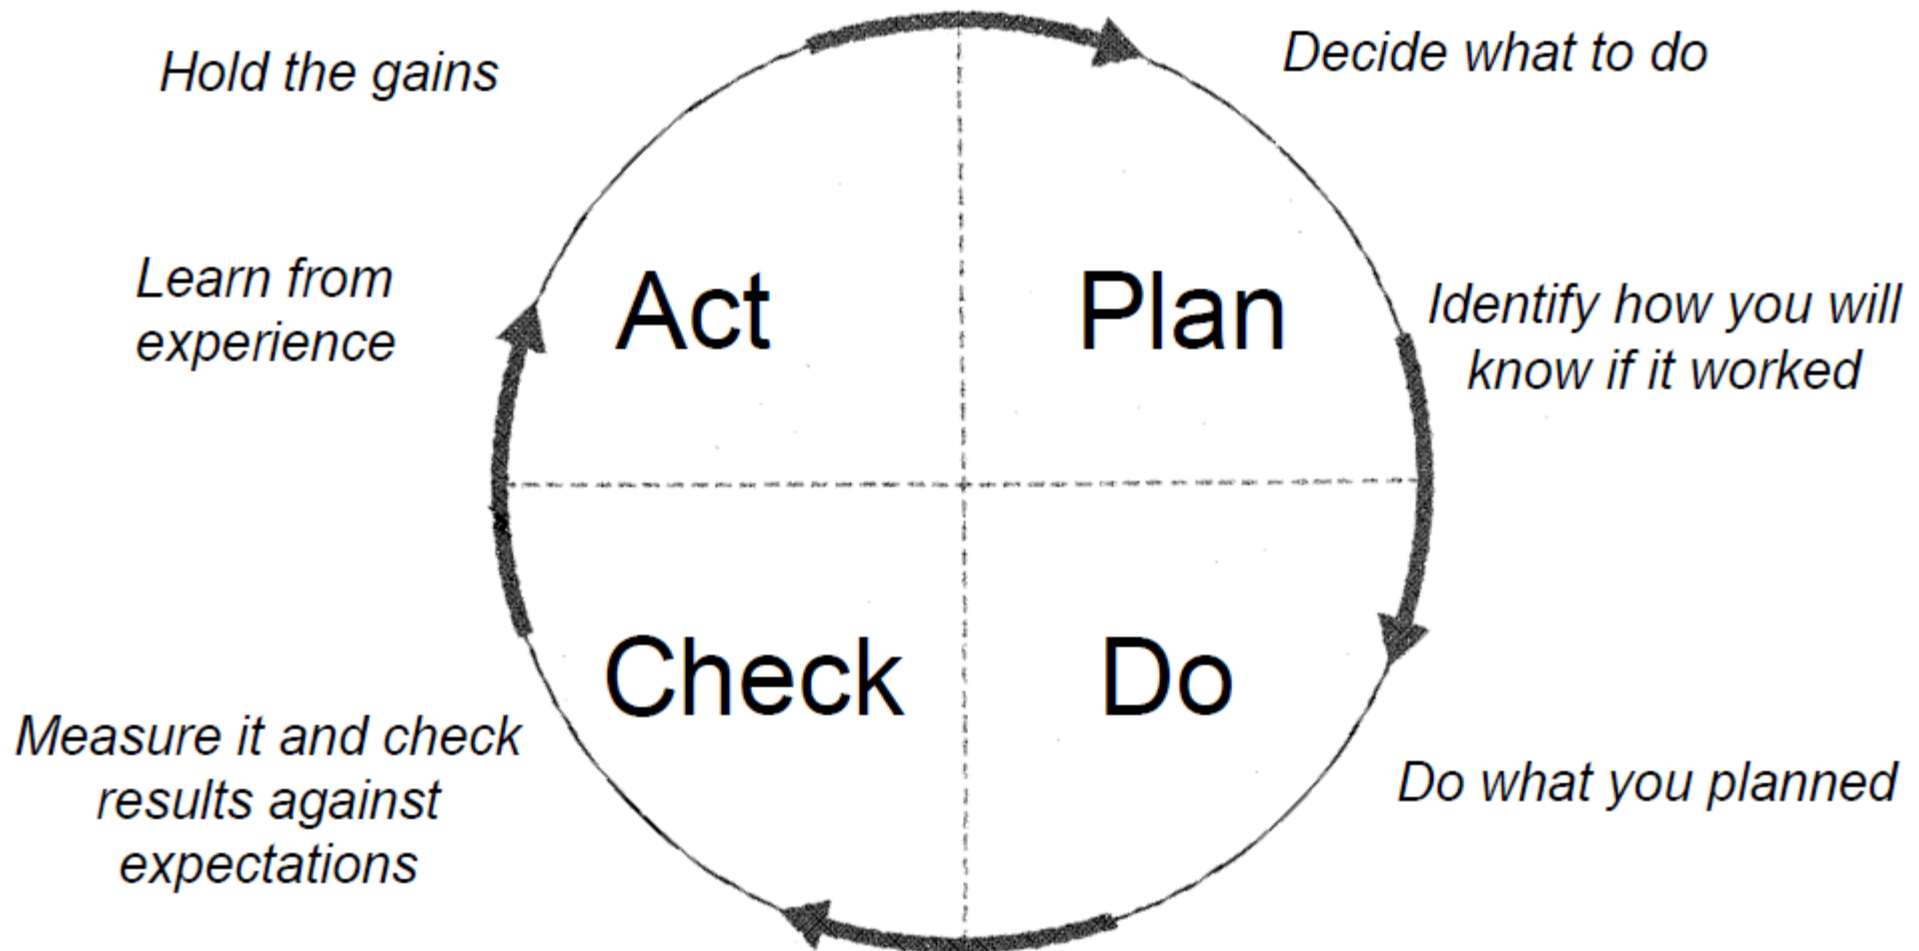 Hold the gains
Decide what to do
Learn from
experience
Act
Plan
Identify how you will
know if it worked
Check
Do
Measure it and check
results against
expectations
Do what you planned